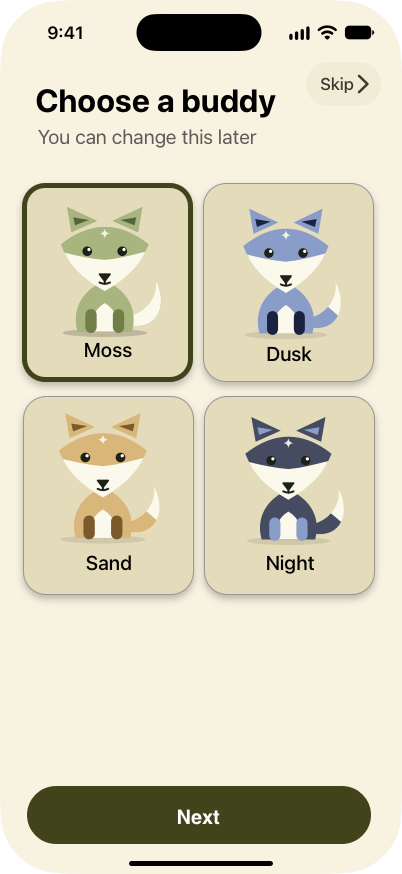 9:41
Skip
Choose a buddy
You can change this later
Moss
Dusk
Sand
Night
Next